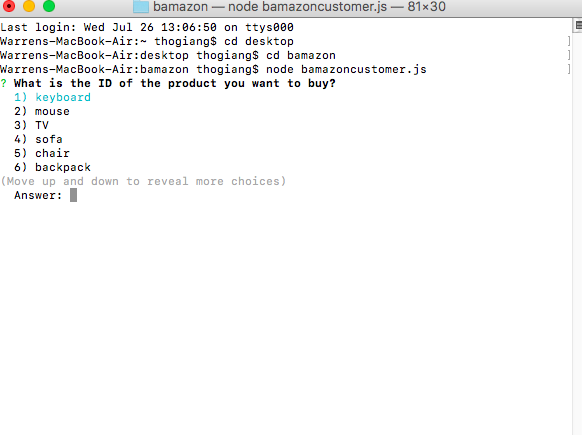 bamazon — node bamazoncustomer.js — 81×30
Last login: Wed Jul 26 13:06:50 on ttys000
Warrens-MacBook-Air:~ thogiang$ cd desktop
Warrens-MacBook-Air:desktop thogiang$ cd bamazon
Warrens-MacBook-Air:bamazon thogiang$ node bamazoncustomer.js
? What is the ID of the product you want to buy?
1) keyboard
2) mouse
3) TV
4) sofa
5) chair
6) backpack
(Move up and down to reveal more choices)
Answer: